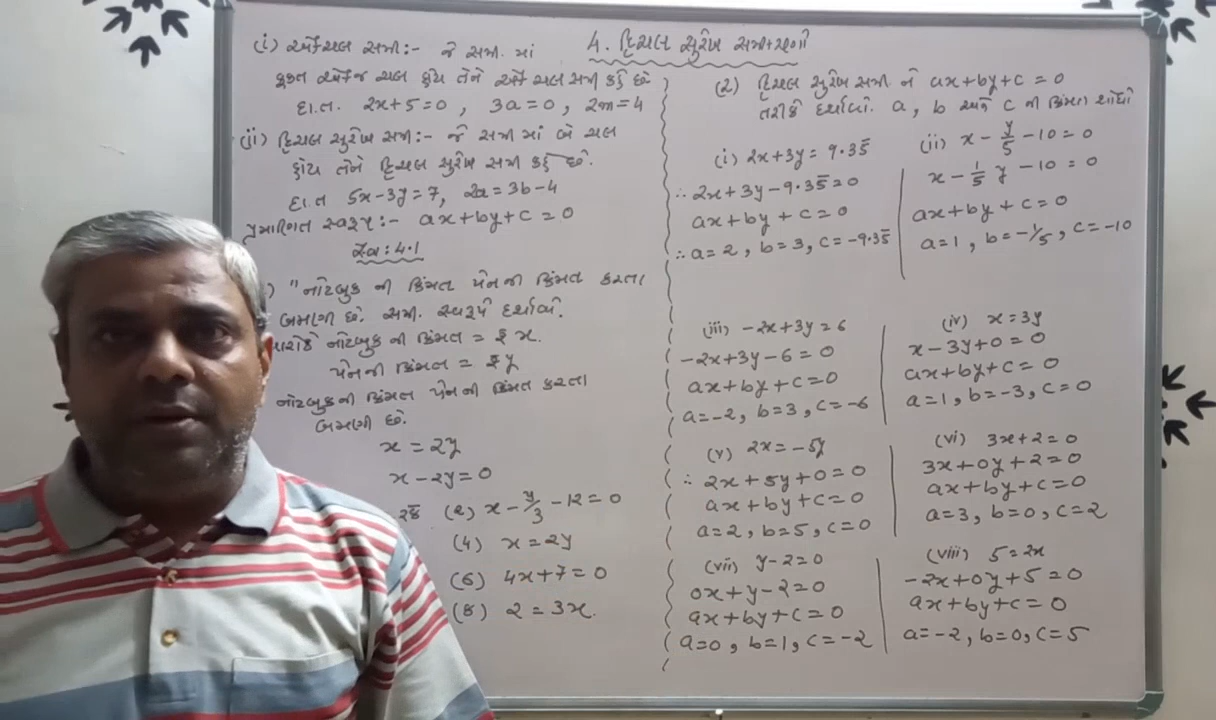 4. દ્વિચલ સુરેખ સમીકરણો
(i) એકચલ સમી:- જે સમી. માં
ફક્ત એક જ ચલ હોય તેને એક ચલ સમી કહે છે
દા.ત. 2x+5=0, 3a=0, 2m=4
(ii) દ્વિચલ સુરેખ સમી:- જે સમી માં બે ચલ
હોય તેને દ્વિચલ સુરેખ સમી કહે છે.
દા.ત 5x-3y=7, 2a=3b-4
પ્રમાણિત સ્વરૂપ:- ax+by+c=0
સ્વા: 4.1
) "નોટબુક ની કિંમત પેનની કિંમત કરતા
બમણી છે. સમી. સ્વરૂપે દર્શાવો.
ધારોકે નોટબુક ની કિંમત = ₹ x.
પેનની કિંમત = ₹y
નોટબુકની કિંમત પેનની કિંમત કરતા
બમણી છે.
x = 2y
x-2y=0
(૨) x-y/3-12=0
(4) x=2y
(6) 4x+7=0
(8) 2=3x.
(2) દ્વિચલ સુરેખ સમી ને ax+by+c=0
તરીકે દર્શાવો. a, b અને c ની કિંમત શોધો
(i) 2x+3y=9.35̅
∴ 2x+3y-9.35̅=0
ax+by+c=0
∴ a=2, b=3, c=-9.35̅
(ii) x-y/5-10=0
x-1/5 y-10=0
ax+by+c=0
a=1, b=-1/5, c=-10
(iii) -2x+3y=6
-2x+3y-6=0
ax+by+c=0
a=-2, b=3, c=-6
(iv) x=3y
x-3y+0=0
ax+by+c=0
a=1, b=-3, c=0
(v) 2x=-5y
∴ 2x+5y+0=0
ax+by+c=0
a=2, b=5, c=0
(vi) 3x+2=0
3x+0y+2=0
ax+by+c=0
a=3, b=0, c=2
(vii) y-2=0
0x+y-2=0
ax+by+c=0
a=0, b=1, c=-2
(viii) 5=2x
-2x+0y+5=0
ax+by+c=0
a=-2, b=0, c=5